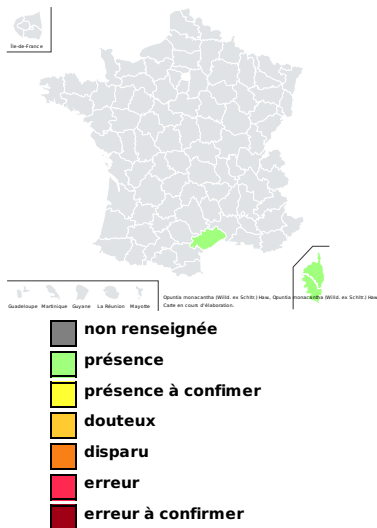 Île-de-France
Guadeloupe Martinique Guyane La Réunion Mayotte
Opuntia monacantha (Willd. ex Schltr.) Haw., Opuntia monacantha (Willd. ex Schltr.) Haw
Carte en cours d'élaboration.
non renseignée
présence
présence à confimer
douteux
disparu
erreur
erreur à confirmer